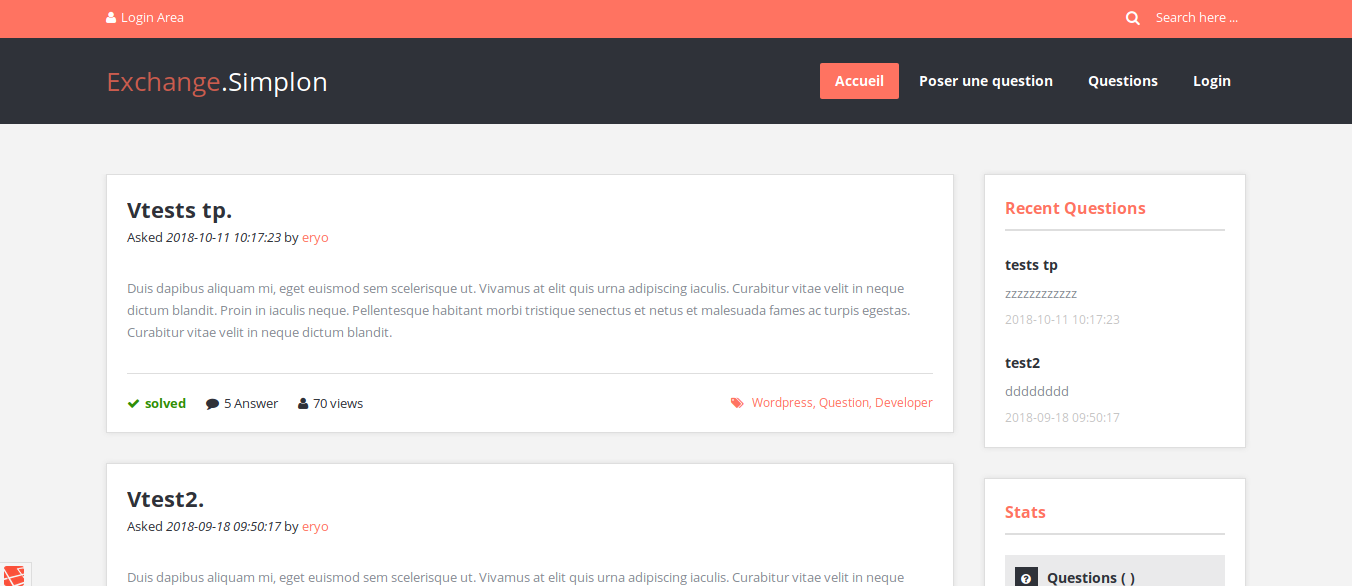 Login Area
Search here ...
Exchange.Simplon
Accueil
Poser une question
Questions
Login
Vtests tp.
Asked 2018-10-11 10:17:23 by eryo
Duis dapibus aliquam mi, eget euismod sem scelerisque ut. Vivamus at elit quis urna adipiscing iaculis. Curabitur vitae velit in neque
dictum blandit. Proin in iaculis neque. Pellentesque habitant morbi tristique senectus et netus et malesuada fames ac turpis egestas.
Curabitur vitae velit in neque dictum blandit.
solved
5 Answer
70 views
Wordpress, Question, Developer
Vtest2.
Asked 2018-09-18 09:50:17 by eryo
Duis dapibus aliquam mi, eget euismod sem scelerisque ut. Vivamus at elit quis urna adipiscing iaculis. Curabitur vitae velit in neque
Recent Questions
tests tp
zzzzzzzzzzzz
2018-10-11 10:17:23
test2
dddddddd
2018-09-18 09:50:17
Stats
Questions ( )